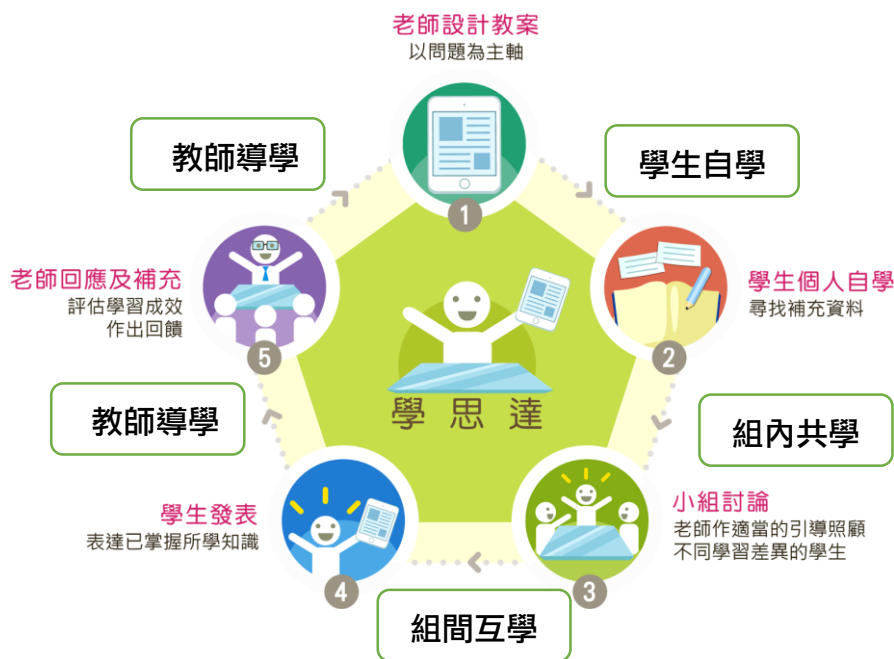 老師設計教案
以問題為主軸
教師導學
學生自學
1
老師回應及補充
評估學習成效
作出回饋
5
學生個人自學
尋找補充資料
2
學思達
教師導學
組內共學
學生發表
表達已掌握所學知識
4
小組討論
老師作適當的引導照顧
不同學習差異的學生
3
組間互學